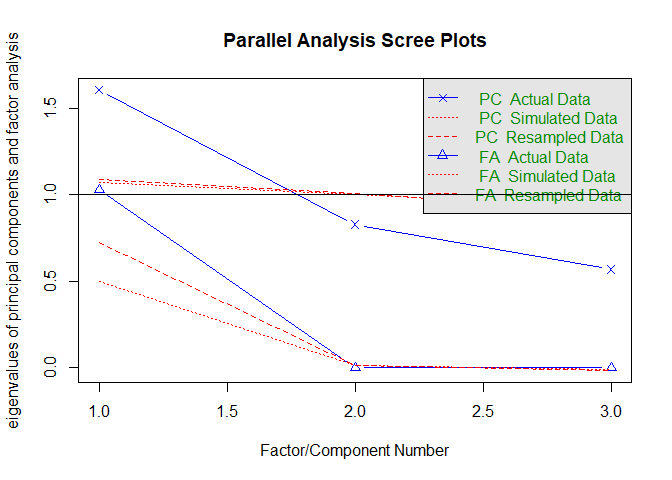 Parallel Analysis Scree Plots
eigenvalues of principal components and factor analysis
0.0
0.5
1.0
1.5
PC Actual Data
PC Simulated Data
PC Resampled Data
FA Actual Data
FA Simulated Data
FA Resampled Data
1.0 1.5 2.0 2.5 3.0
Factor/Component Number